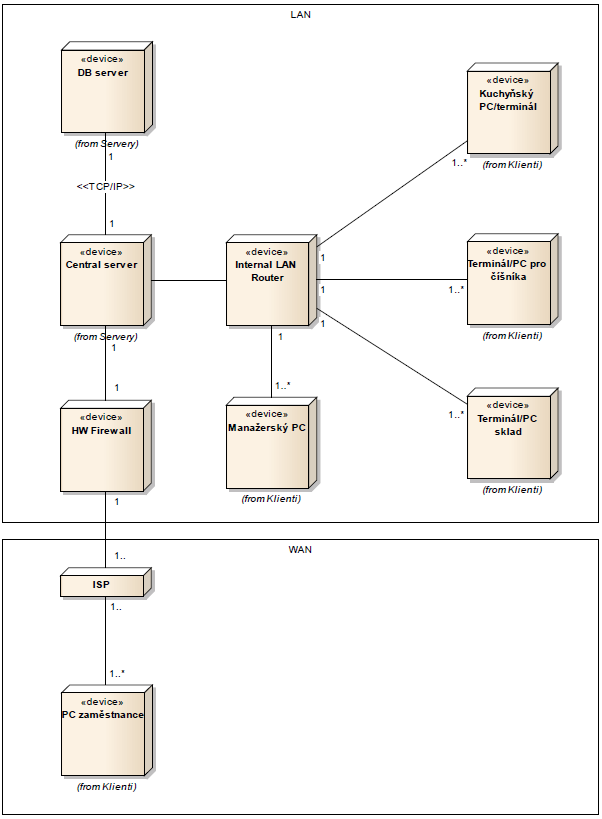 LAN
«device»
DB server
(from Servery)
1
<<TCP/IP>>
1
«device»
Central server
(from Servery)
1
1
«device»
HW Firewall
1
«device»
Internal LAN
Router
1
1
1
1
1..*
«device»
Manažerský PC
(from Klienti)
«device»
Kuchyňský
PC/terminál
1..*
(from Klienti)
«device»
Terminál/PC pro
číšníka
1..*
(from Klienti)
«device»
Terminál/PC
sklad
1..*
(from Klienti)
WAN
1..
ISP
1..
1..*
«device»
PC zaměstnance
(from Klienti)